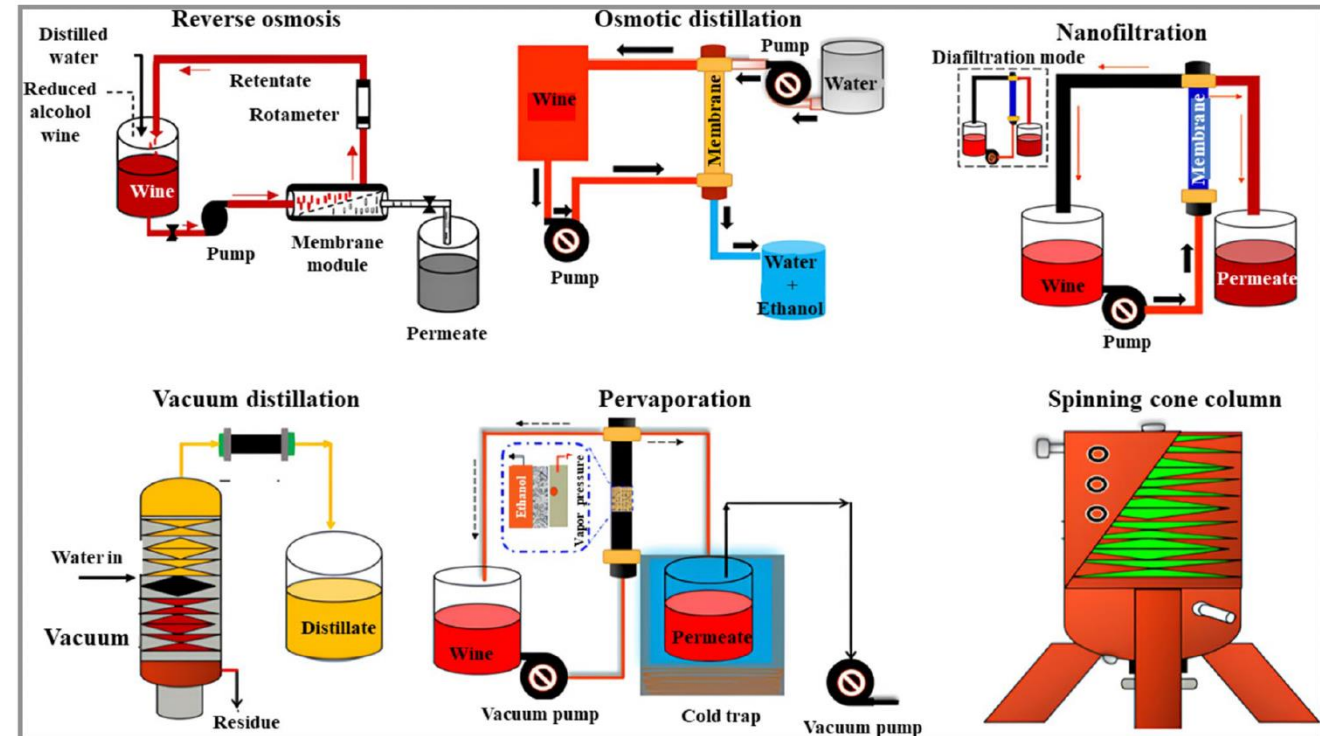 Reverse osmosis
Distilled
water
Reduced
alcohol
wine
Retentate
Rotameter
Wine
Pump
Membrane
module
Permeate
Osmotic distillation
Pump
Wine
Membrane
Water
Pump
Water
+
Ethanol
Nanofiltration
Diafiltration mode
Membrane
Wine
Permeate
Pump
Vacuum distillation
Water in
Vacuum
Distillate
Residue
Pervaporation
Ethanol
Vapor pressure
Wine
Permeate
Vacuum pump
Cold trap
Vacuum pump
Spinning cone column